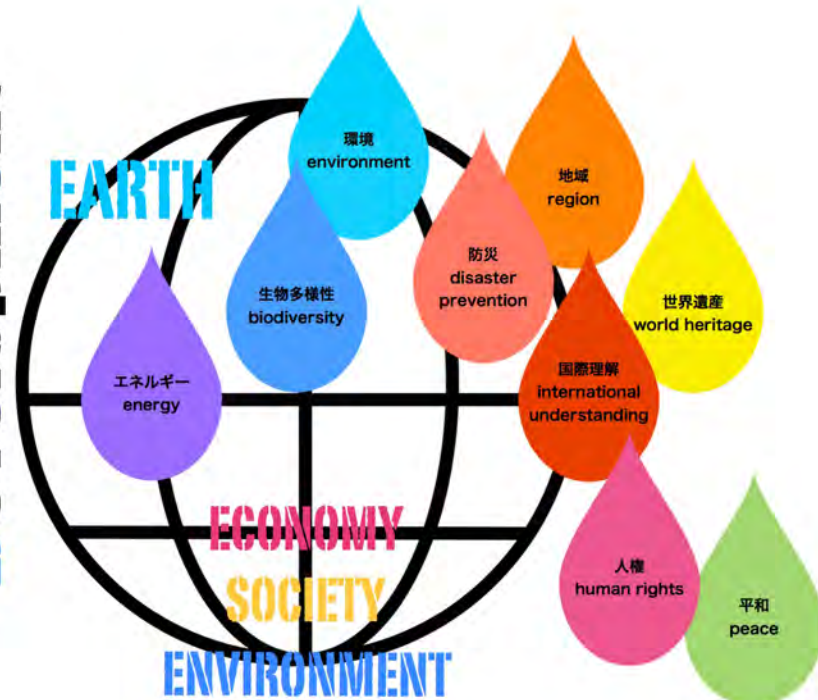 EARTH
環境
environment
地域
region
防災
disaster
prevention
生物多様性
biodiversity
世界遺産
world heritage
エネルギー
energy
国際理解
international
understanding
ECONOMY
SOCIETY
ENVIRONMENT
人権
human rights
平和
peace